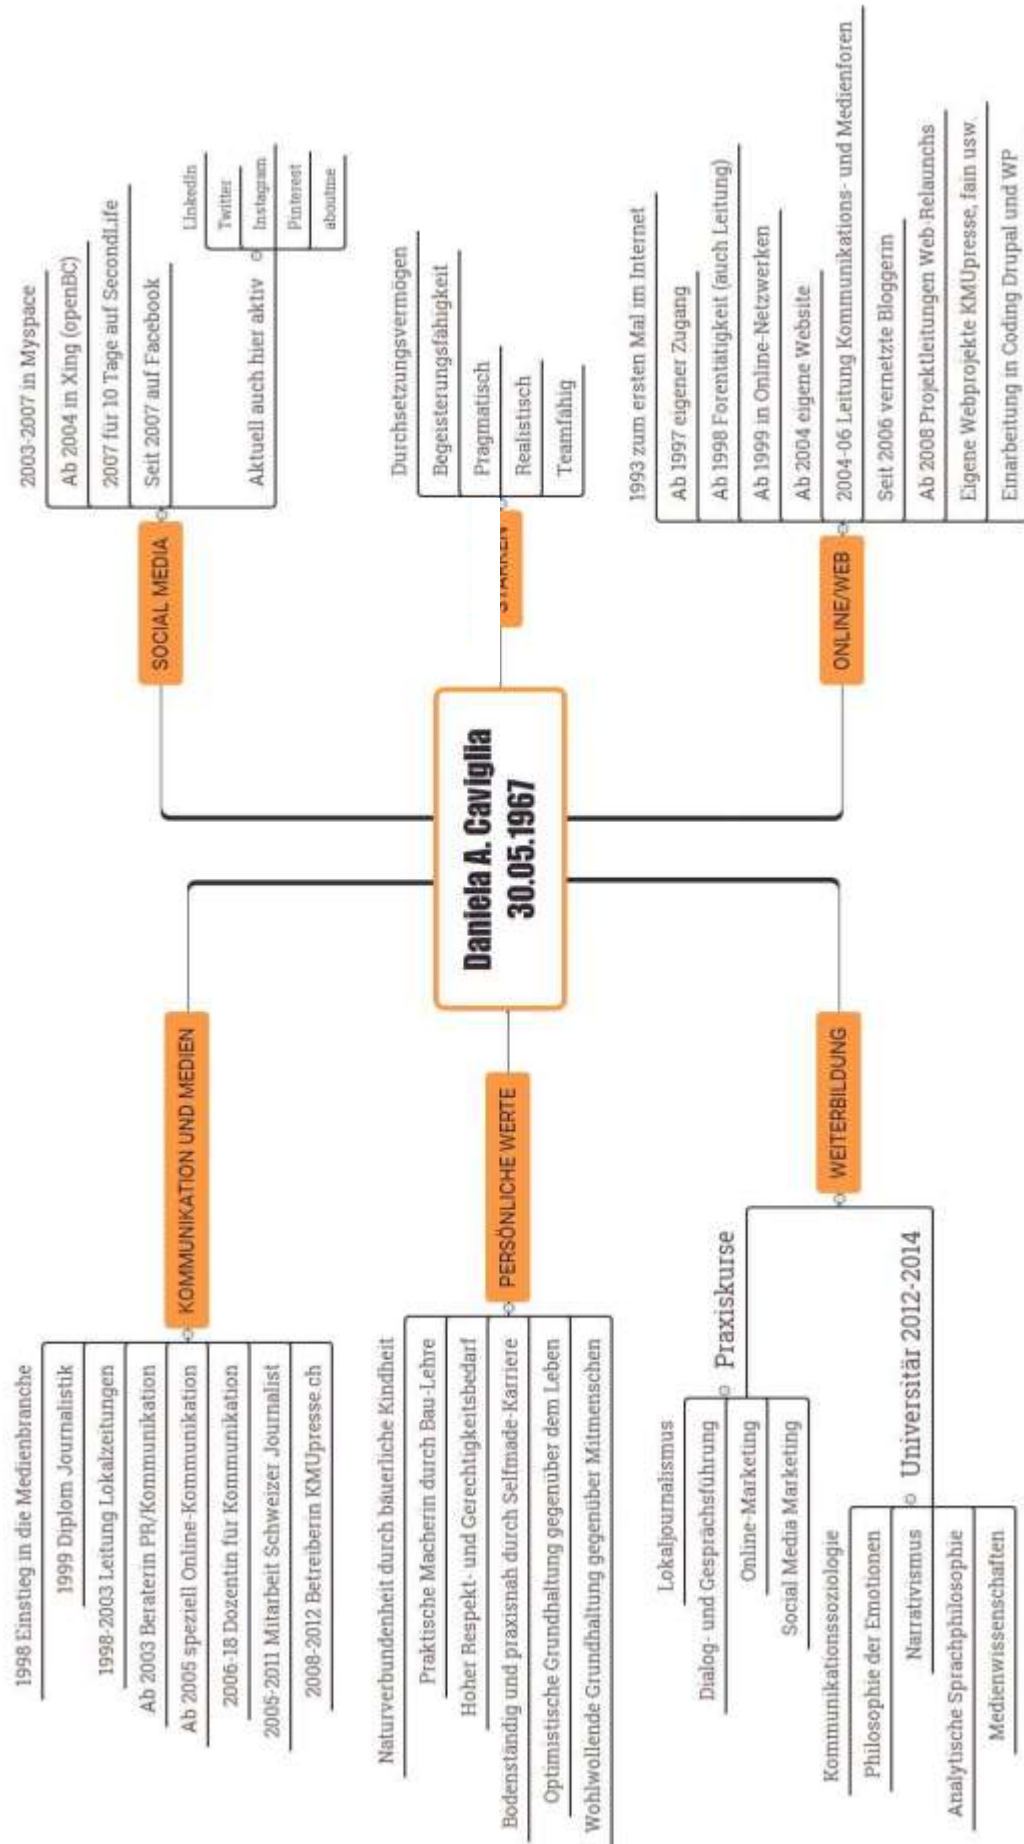 Daniela A. Caviglia
30.05.1967
KOMMUNIKATION UND MEDIEN
1998 Einstieg in die Medienbranche
1999 Diplom Journalistik
1998-2003 Leitung Lokalzeitungen
Ab 2003 Beraterin PR/Kommunikation
Ab 2005 speziell Online-Kommunikation
2006-18 Dozentin für Kommunikation
2005-2011 Mitarbeit Schweizer Journalist
2008-2012 Betreiberin KMUpresse.ch
PERSÖNLICHE WERTE
Naturverbundenheit durch bäuerliche Kindheit
Praktische Macherin durch Bau-Lehre
Hoher Respekt- und Gerechtigkeitsbedarf
Bodenständig und praxisnah durch Selfmade-Karriere
Optimistische Grundhaltung gegenüber dem Leben
Wohlwollende Grundhaltung gegenüber Mitmenschen
WEITERBILDUNG
Praxiskurse
Lokaljournalismus
Dialog- und Gesprächsführung
Online-Marketing
Social Media Marketing
Universitär 2012-2014
Kommunikationssoziologie
Philosophie der Emotionen
Narrativismus
Analytische Sprachphilosophie
Medienwissenschaften
SOCIAL MEDIA
2003-2007 in Myspace
Ab 2004 in Xing (openBC)
2007 für 10 Tage auf SecondLife
Seit 2007 auf Facebook
Aktuell auch hier aktiv
LinkedIn
Twitter
Instagram
Pinterest
aboutme
STÄRKEN
Durchsetzungsvermögen
Begeisterungsfähigkeit
Pragmatisch
Realistisch
Teamfähig
ONLINE/WEB
1993 zum ersten Mal im Internet
Ab 1997 eigener Zugang
Ab 1998 Forentätigkeit (auch Leitung)
Ab 1999 in Online-Netzwerken
Ab 2004 eigene Website
2004-06 Leitung Kommunikations- und Medienforen
Seit 2006 vernetzte Bloggerin
Ab 2008 Projektleitungen Web-Relaunchs
Eigene Webprojekte KMUpresse, fain usw.
Einarbeitung in Coding Drupal und WP